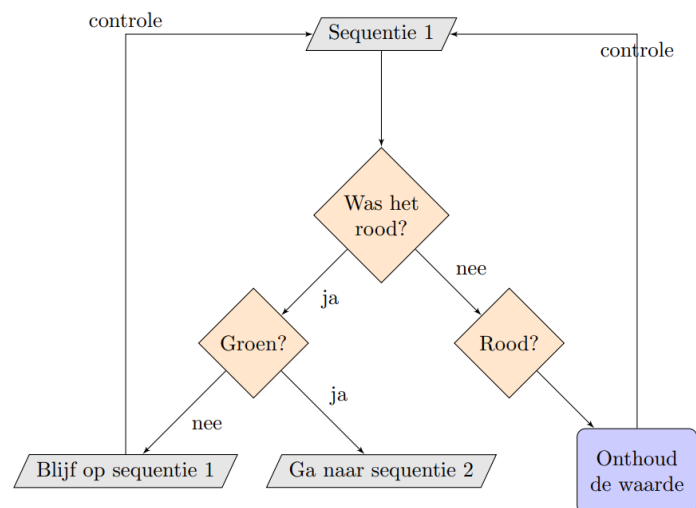 controle
Sequentie 1
controle
Was het
rood?
ja
nee
Groen?
Rood?
nee
ja
Blijf op sequentie 1
Ga naar sequentie 2
Onthoud
de waarde